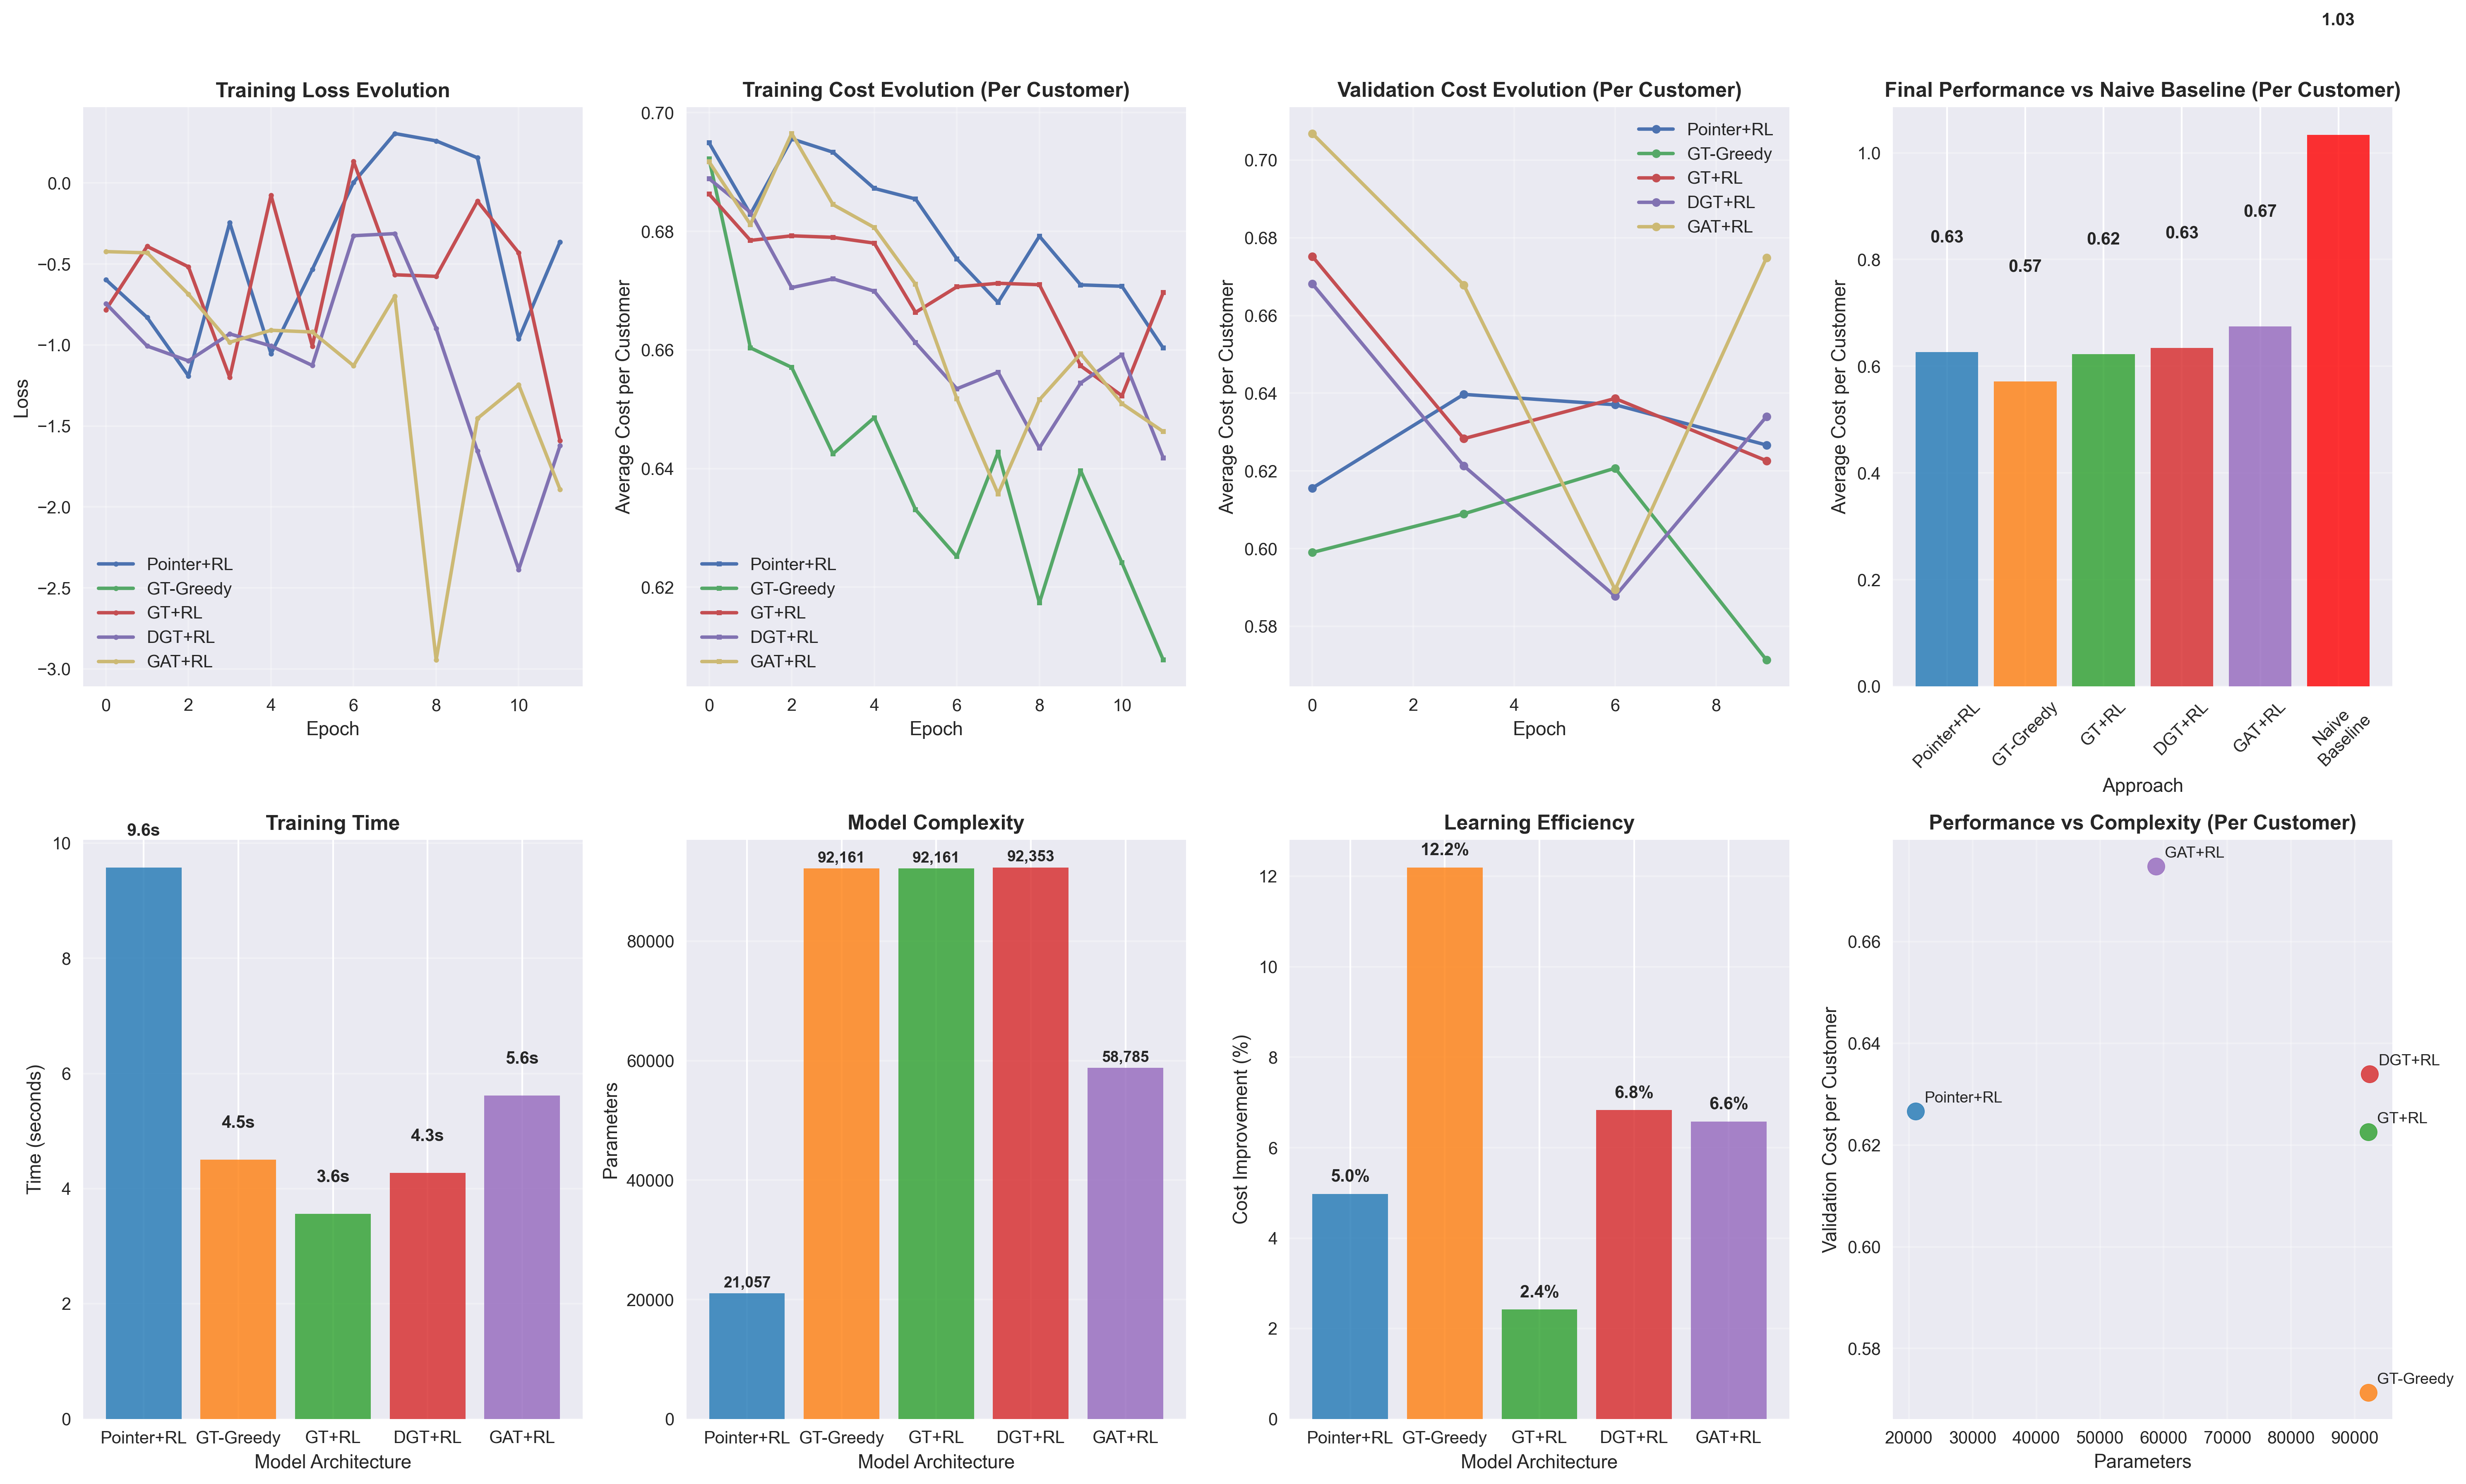 Training Loss Evolution
0.0
−0.5
−1.0
−1.5
−2.0
−2.5
−3.0
Loss
Pointer+RL
GT-Greedy
GT+RL
DGT+RL
GAT+RL
0 2 4 6 8 10
Epoch
Training Cost Evolution (Per Customer)
0.70
0.68
0.66
0.64
0.62
Average Cost per Customer
Pointer+RL
GT-Greedy
GT+RL
DGT+RL
GAT+RL
0 2 4 6 8 10
Epoch
Validation Cost Evolution (Per Customer)
0.70
0.68
0.66
0.64
0.62
0.60
0.58
Average Cost per Customer
Pointer+RL
GT-Greedy
GT+RL
DGT+RL
GAT+RL
0 2 4 6 8
Epoch
1.03
Final Performance vs Naive Baseline (Per Customer)
1.0
0.8
0.6
0.4
0.2
0.0
Average Cost per Customer
0.63
0.57
0.62
0.63
0.67
Pointer+RL
GT-Greedy
GT+RL
DGT+RL
GAT+RL
Naive
Baseline
Approach
Training Time
10
8
6
4
2
0
Time (seconds)
9.6s
4.5s
3.6s
4.3s
5.6s
Pointer+RL GT-Greedy GT+RL DGT+RL GAT+RL
Model Architecture
Model Complexity
80000
60000
40000
20000
0
Parameters
21,057
92,161
92,161
92,353
58,785
Pointer+RL GT-Greedy GT+RL DGT+RL GAT+RL
Model Architecture
Learning Efficiency
12
10
8
6
4
2
0
Cost Improvement (%)
5.0%
12.2%
2.4%
6.8%
6.6%
Pointer+RL GT-Greedy GT+RL DGT+RL GAT+RL
Model Architecture
Performance vs Complexity (Per Customer)
0.66
0.64
0.62
0.60
0.58
Validation Cost per Customer
GAT+RL
DGT+RL
Pointer+RL
GT+RL
GT-Greedy
20000 30000 40000 50000 60000 70000 80000 90000
Parameters